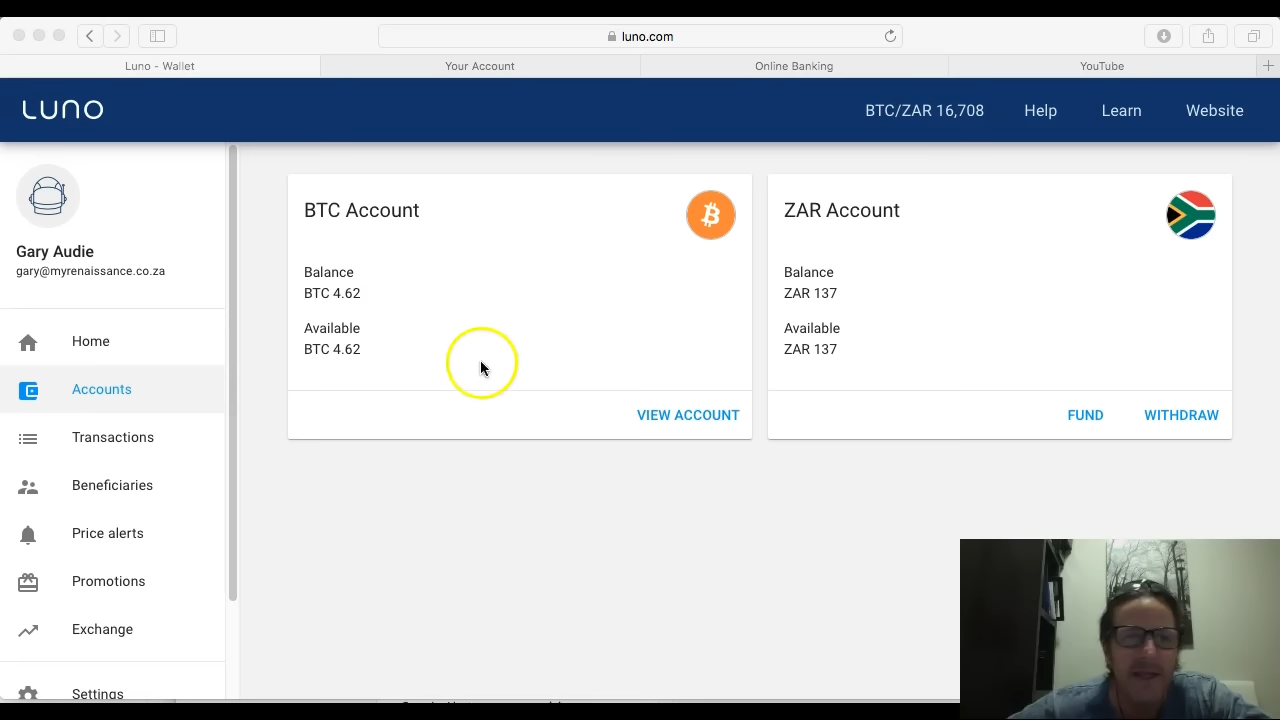 luno.com
Luno - Wallet
Your Account
Online Banking
YouTube
LUNO
BTC/ZAR 16,708
Help
Learn
Website
Gary Audie
gary@myrenaissance.co.za
Home
Accounts
Transactions
Beneficiaries
Price alerts
Promotions
Exchange
Settings
BTC Account
Balance
BTC 4.62
Available
BTC 4.62
VIEW ACCOUNT
ZAR Account
Balance
ZAR 137
Available
ZAR 137
FUND
WITHDRAW